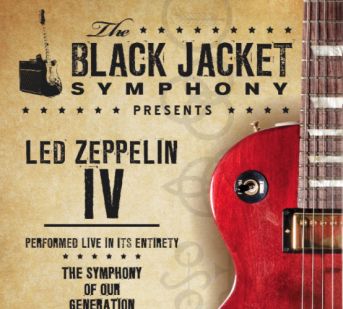 The
BLACK JACKET
SYMPHONY
PRESENTS
LED ZEPPELIN
IV
PERFORMED LIVE IN ITS ENTIRETY
THE SYMPHONY
OF OUR
GENERATION